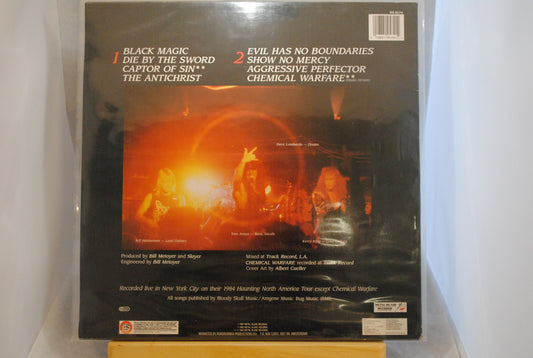 1 BLACK MAGIC
DIE BY THE SWORD
CAPTOR OF SIN**
THE ANTICHRIST
2 EVIL HAS NO BOUNDARIES
SHOW NO MERCY
AGGRESSIVE PERFECTOR
CHEMICAL WARFARE**
Dave Lombardo — Drums
Jeff Hanneman — Lead Guitars
Tom Araya — Bass, Vocals
Kerry King
Produced by Bill Metoyer and Slayer
Engineered by Bill Metoyer
Mixed at Track Record, L.A.
CHEMICAL WARFARE recorded at Track Record
Cover Art by Albert Cuellar
Recorded live in New York City on their 1984 Haunting North America Tour except Chemical Warfare.
All songs published by Bloody Skull Music/
Bug Music (BMI)